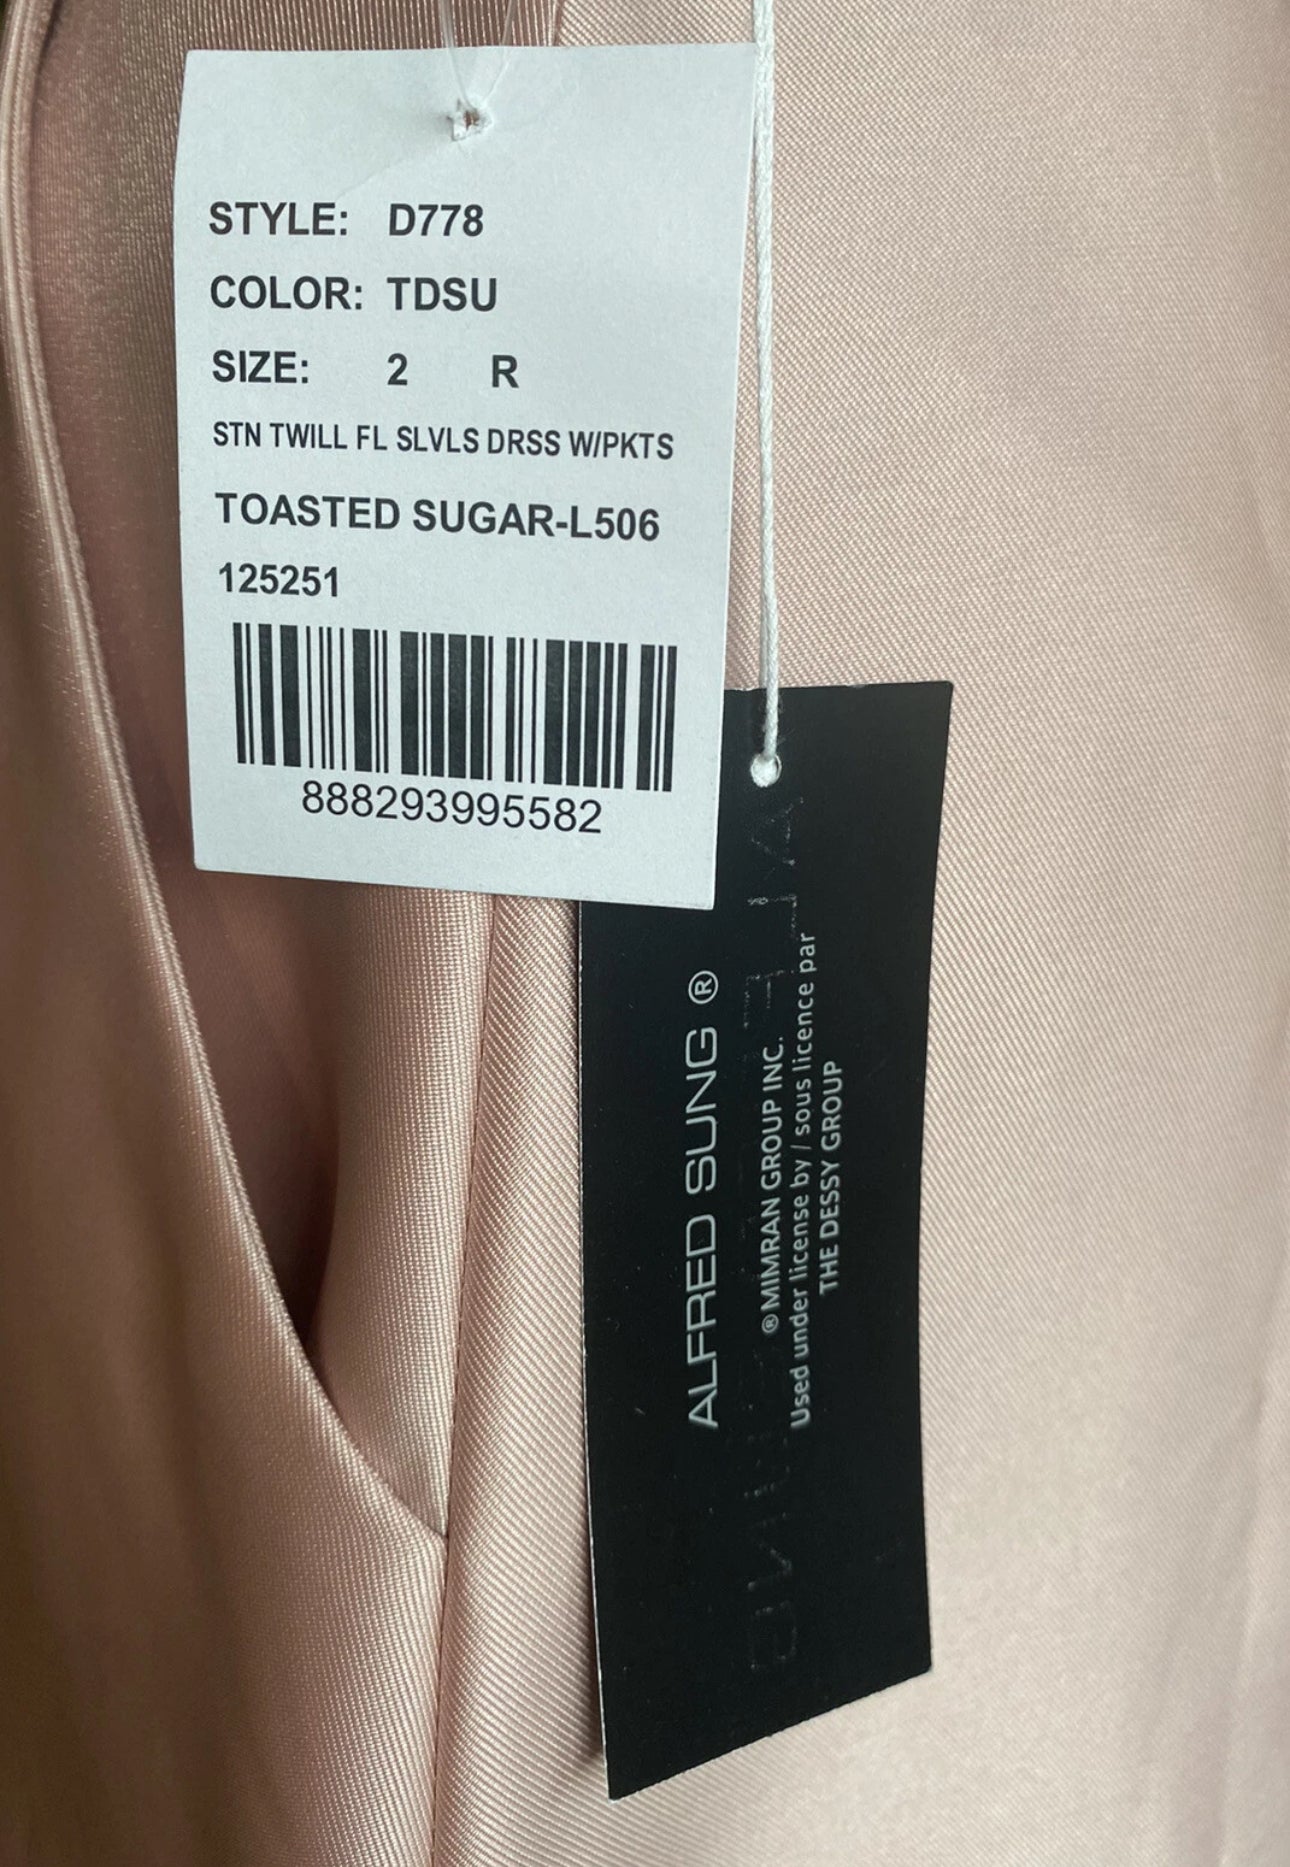 STYLE: D778
COLOR: TDSU
SIZE: 2 R
STN TWILL FL SLVLS DRSS W/PKTS
TOASTED SUGAR-L506
125251
888293995582
ALFRED SUNG ®
® MIMRAN GROUP INC.
Used under license by / sous licence par
THE DESSY GROUP